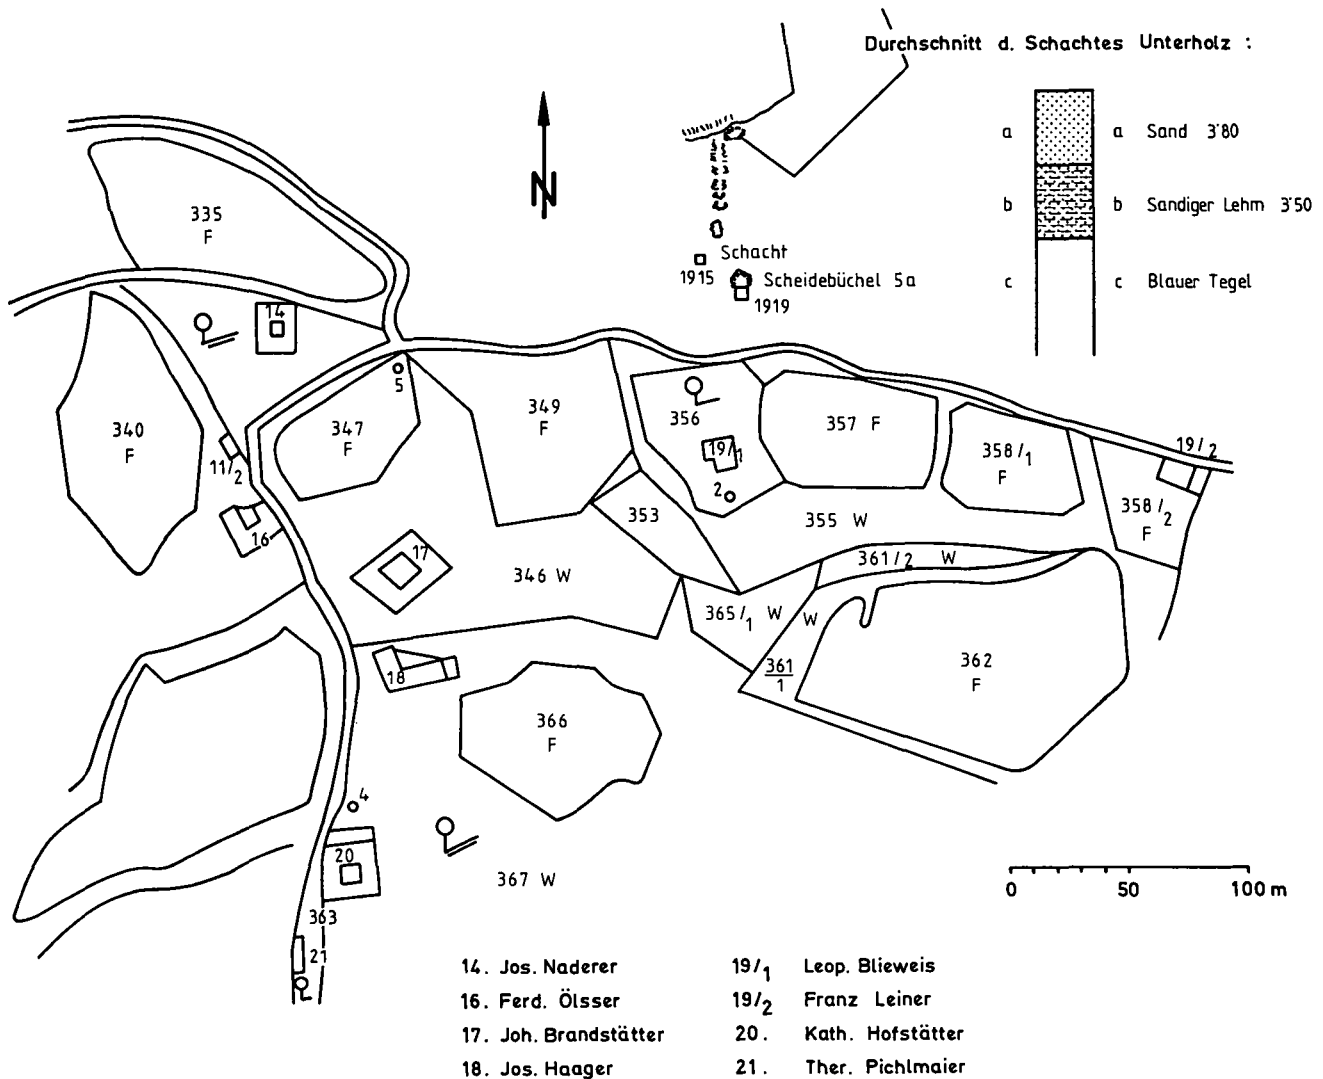 Durchschnitt d. Schachtes Unterholz :
a a Sand 3'80
b b Sandiger Lehm 3'50
c c Blauer Tegel
N
Schacht
1915
Scheidebüchel 5a
1919
335
F
14
340
F
11/2
16
347
F
5
349
F
356
19/1
2
357 F
358/1
F
19/2
358/2
F
353
355 W
17
346 W
361/2 W
365/1 W W
361
1
362
F
18
366
F
4
20
367 W
363
21
0 50 100 m
14. Jos. Naderer
16. Ferd. Ölsser
17. Joh. Brandstätter
18. Jos. Haager
19/1 Leop. Blieweis
19/2 Franz Leiner
20. Kath. Hofstätter
21. Ther. Pichlmaier